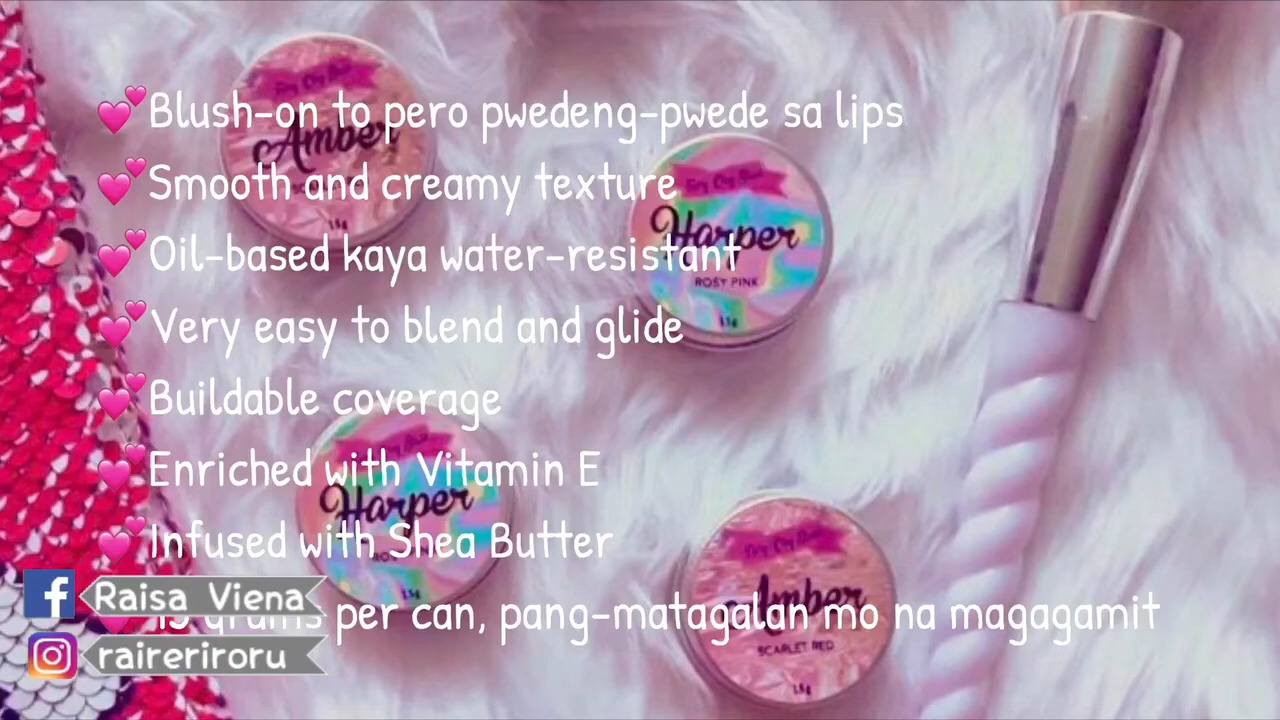 💕Blush-on to pero pwedeng-pwede sa lips
💕Smooth and creamy texture
💕Oil-based kaya water-resistant
💕Very easy to blend and glide
💕Buildable coverage
💕Enriched with Vitamin E
💕Infused with Shea Butter
grams per can, pang-matagalan mo na magagamit
Raisa Viena
raireriroru
Amber
Harper
ROSY PINK
Harper
Amber
SCARLET RED